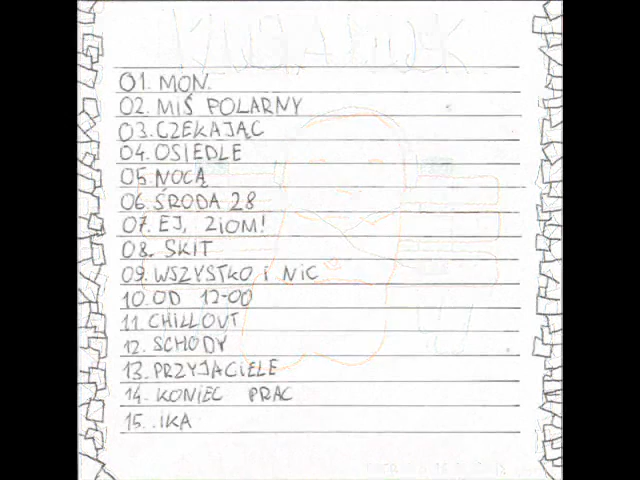 01. MON.
02. MIŚ POLARNY
03. CZEKAJĄC
04. OSIEDLE
05. NOCĄ
06. ŚRODA 28
07. EJ, ZIOM!
08. SKIT
09. WSZYSTKO I NIC
10. OD 12-00
11. CHILLOUT
12. SCHODY
13. PRZYJACIELE
14. KONIEC PRAC
15. .IKA